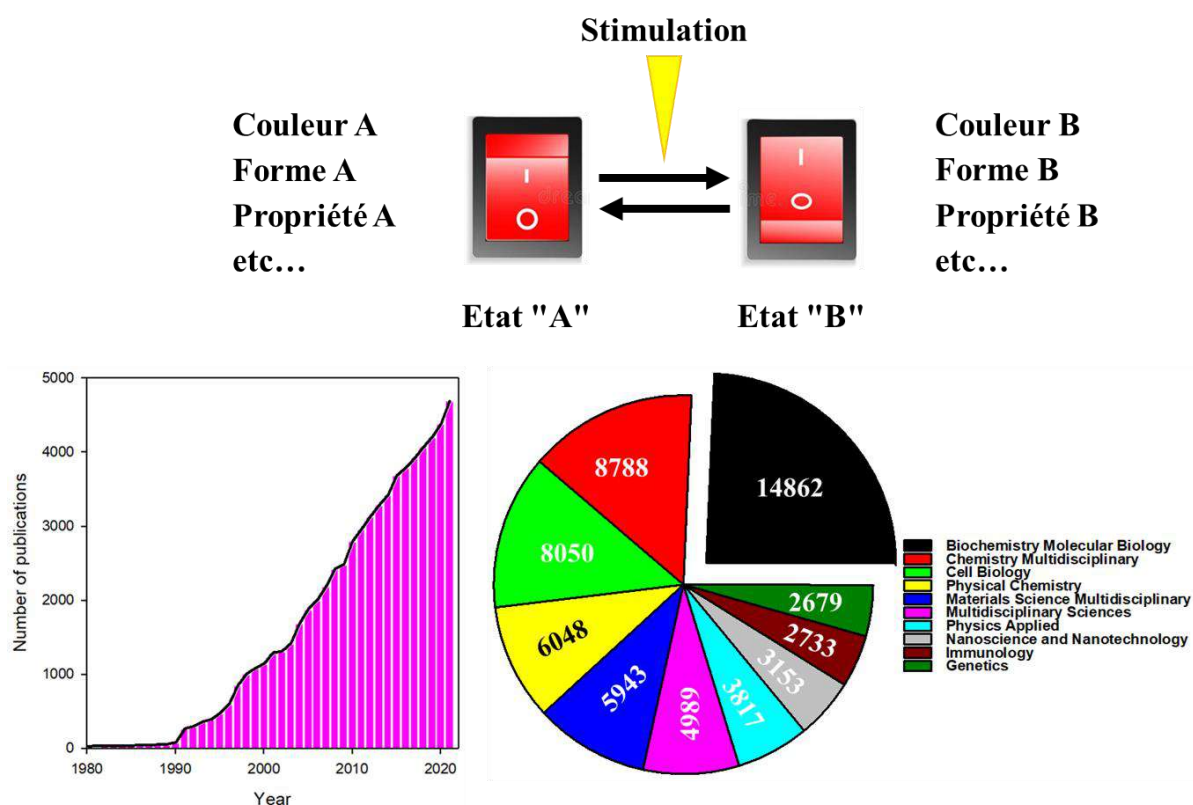 Stimulation
Couleur A
Forme A
Propriété A
etc…
Couleur B
Forme B
Propriété B
etc…
Etat "A"
Etat "B"
5000
4000
3000
2000
1000
0
Number of publications
1980
1990
2000
2010
2020
Year
14862
8788
8050
6048
5943
4989
3817
3153
2733
2679
Biochemistry Molecular Biology
Chemistry Multidisciplinary
Cell Biology
Physical Chemistry
Materials Science Multidisciplinary
Multidisciplinary Sciences
Physics Applied
Nanoscience and Nanotechnology
Immunology
Genetics